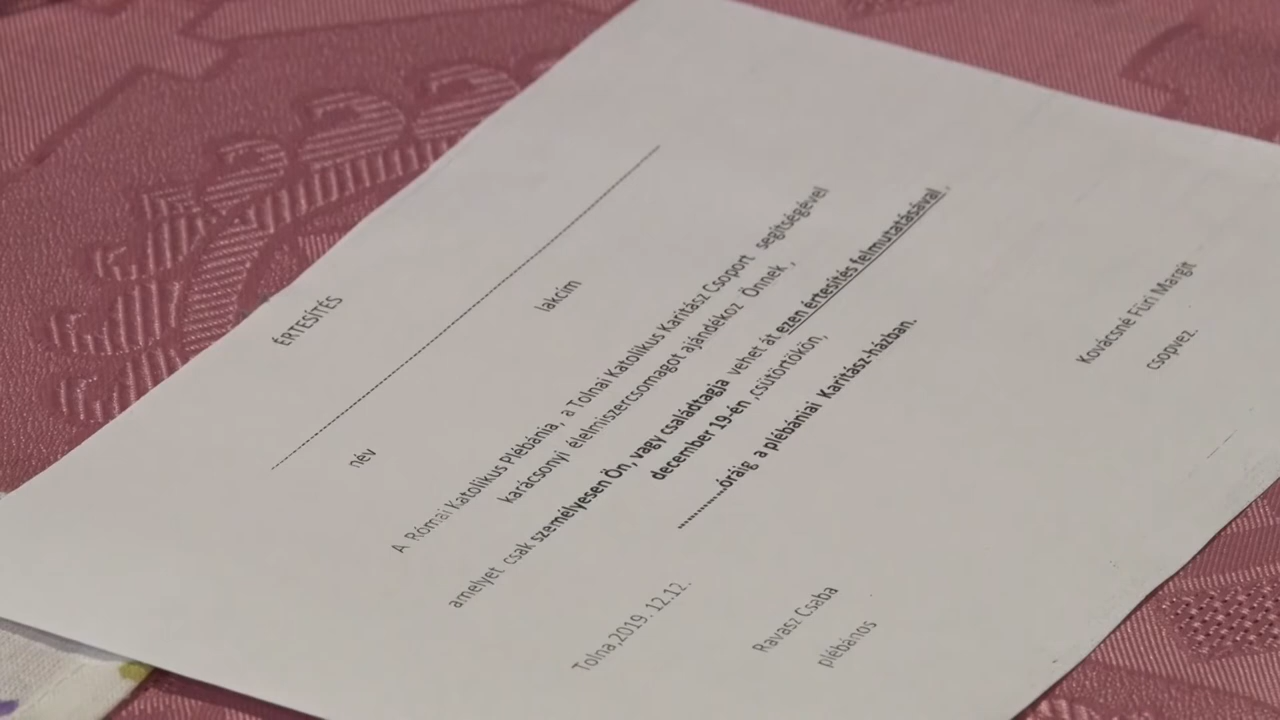 ÉRTESÍTÉS
név lakcím
A Római Katolikus Plébánia, a Tolnai Katolikus Karitász Csoport segítségével
karácsonyi élelmiszercsomagot ajándékoz Önnek,
amelyet csak személyesen Ön, vagy családtagja vehet át ezen értesítés felmutatásával.
december 19-én ,csütörtökön,
............óráig a plébániai Karitász-házban.
Tolna,2019. 12.12.
Ravasz Csaba Kovácsné Füri Margit
plébános csopvez.